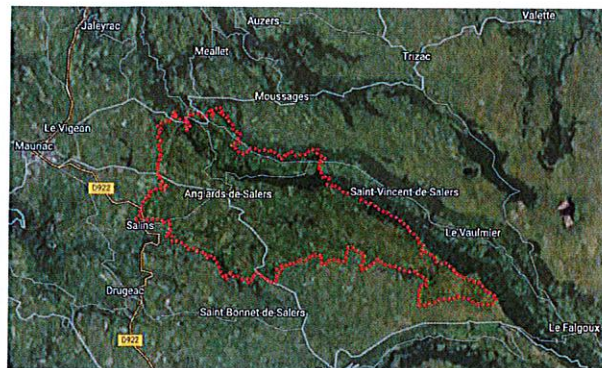 Valette
Auzers
Jaleyrac
Meallet
Trizac
Moussages
Le Vigean
Mauriac
D922
Anglards-de-Salers
Saint-Vincent-de-Salers
Salins
Le Vaulmier
Drugeac
Saint Bonnet de Salers
Le Falgoux
D922